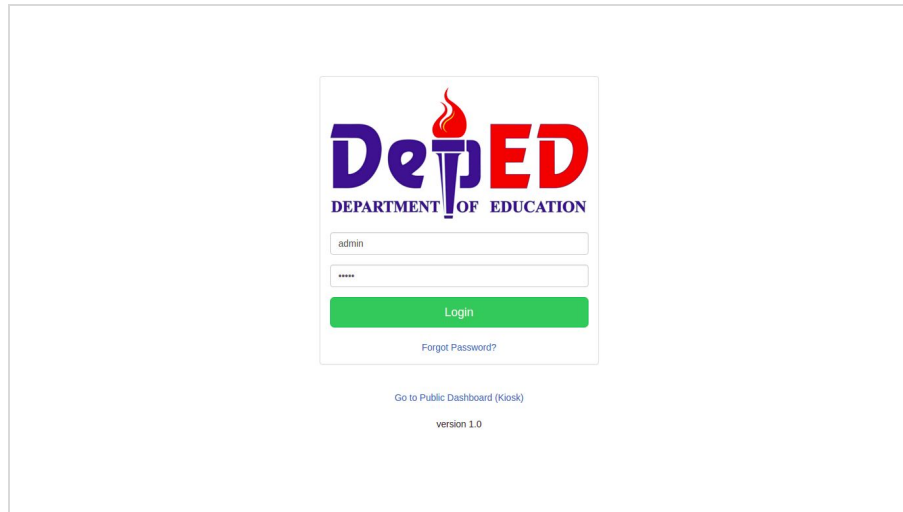 DepED
DEPARTMENT OF EDUCATION
admin
•••••
Login
Forgot Password?
Go to Public Dashboard (Kiosk)
version 1.0